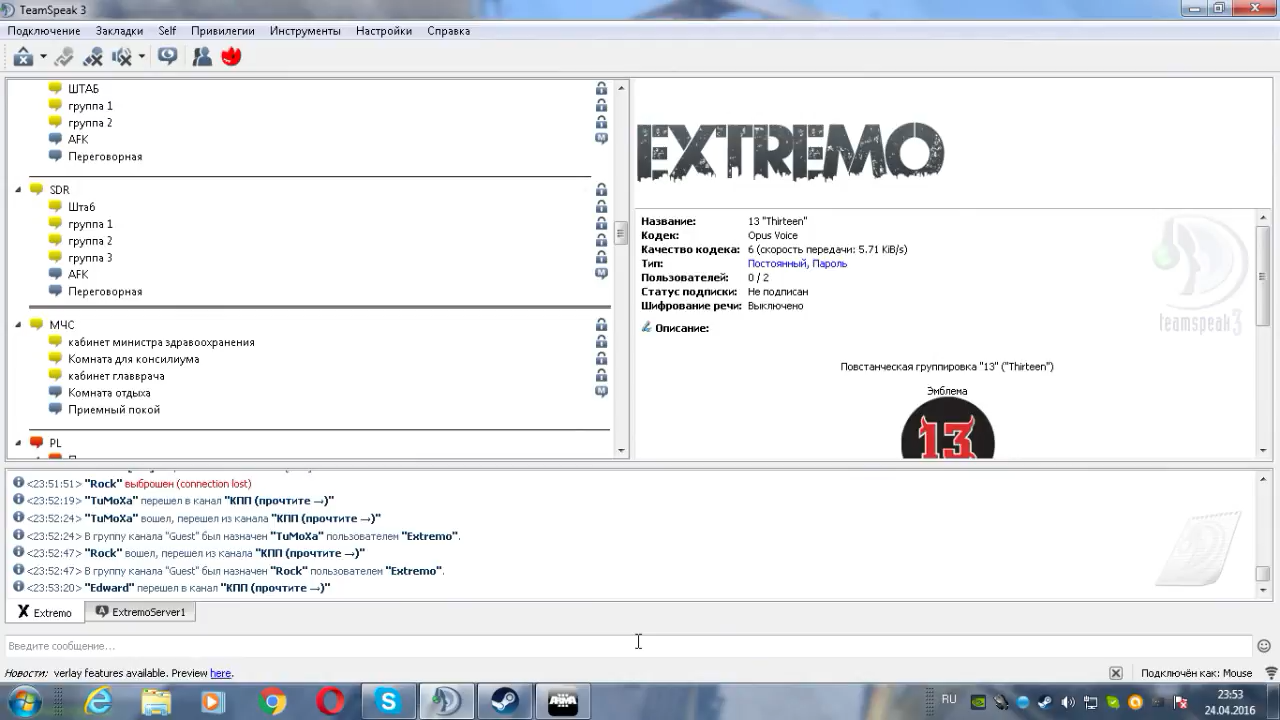 TeamSpeak 3
Подключение Закладки Self Привилегии Инструменты Настройки Справка
ШТАБ
группа 1
группа 2
AFK
Переговорная
SDR
Штаб
группа 1
группа 2
группа 3
AFK
Переговорная
МЧС
кабинет министра здравоохранения
Комната для консилиума
кабинет главврача
Комната отдыха
Приемный покой
PL
EXTREMO
Название: 13 "Thirteen"
Кодек: Opus Voice
Качество кодека: 6 (скорость передачи: 5.71 KiB/s)
Тип: Постоянный, Пароль
Пользователей: 0 / 2
Статус подписки: Не подписан
Шифрование речи: Выключено
Описание:
teamspeak 3
Повстанческая группировка "13" ("Thirteen")
Эмблема
13
<23:51:51> "Rock" выброшен (connection lost)
<23:52:19> "TuMoXa" перешел в канал "КПП (прочтите →)"
<23:52:24> "TuMoXa" вошел, перешел из канала "КПП (прочтите →)"
<23:52:24> В группу канала "Guest" был назначен "TuMoXa" пользователем "Extremo".
<23:52:47> "Rock" вошел, перешел из канала "КПП (прочтите →)"
<23:52:47> В группу канала "Guest" был назначен "Rock" пользователем "Extremo".
<23:53:20> "Edward" перешел в канал "КПП (прочтите →)"
Extremo ExtremoServer1
Введите сообщение...
Новости: verlay features available. Preview here.
Подключён как: Mouse
RU
23:53
24.04.2016